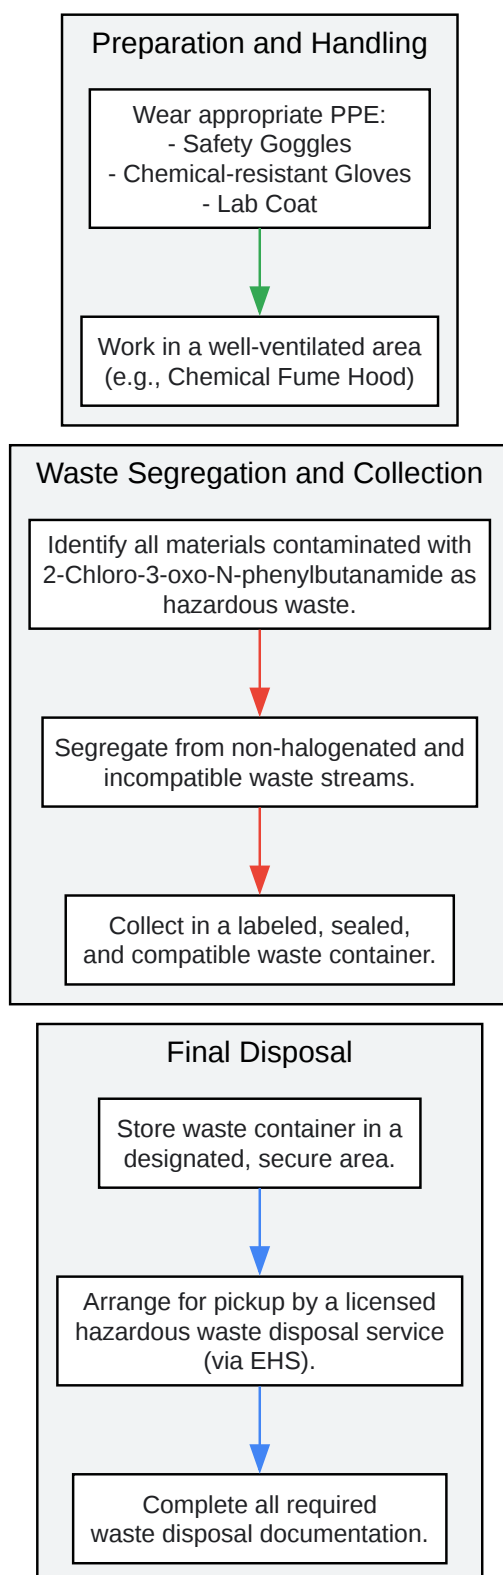 Preparation and Handling
Wear appropriate PPE:
- Safety Goggles
- Chemical-resistant Gloves
- Lab Coat
Work in a well-ventilated area
(e.g., Chemical Fume Hood)
Waste Segregation and Collection
Identify all materials contaminated with
2-Chloro-3-oxo-N-phenylbutanamide as
hazardous waste.
Segregate from non-halogenated and
incompatible waste streams.
Collect in a labeled, sealed,
and compatible waste container.
Final Disposal
Store waste container in a
designated, secure area.
Arrange for pickup by a licensed
hazardous waste disposal service
(via EHS).
Complete all required
waste disposal documentation.